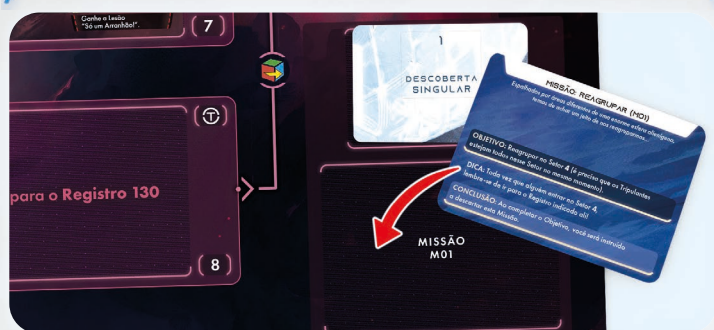 Ganhe a Lesão
"Só um Arranhão!".
7
T
para o Registro 130
8
1
DESCOBERTA
SINGULAR
MISSÃO
M01
MISSÃO: REAGRUPAR (M01)
Espalhados por áreas diferentes de uma enorme esfera alienígena,
temos de achar um jeito de nos reagruparmos...
OBJETIVO: Reagrupar no Setor 4 (é preciso que os Tripulantes
estejam todos nesse Setor no mesmo momento).
DICA: Toda vez que alguém entrar no Setor 4,
lembre-se de ir para o Registro indicado ali!
CONCLUSÃO: Ao completar o Objetivo, você será instruído
a descartar esta Missão.